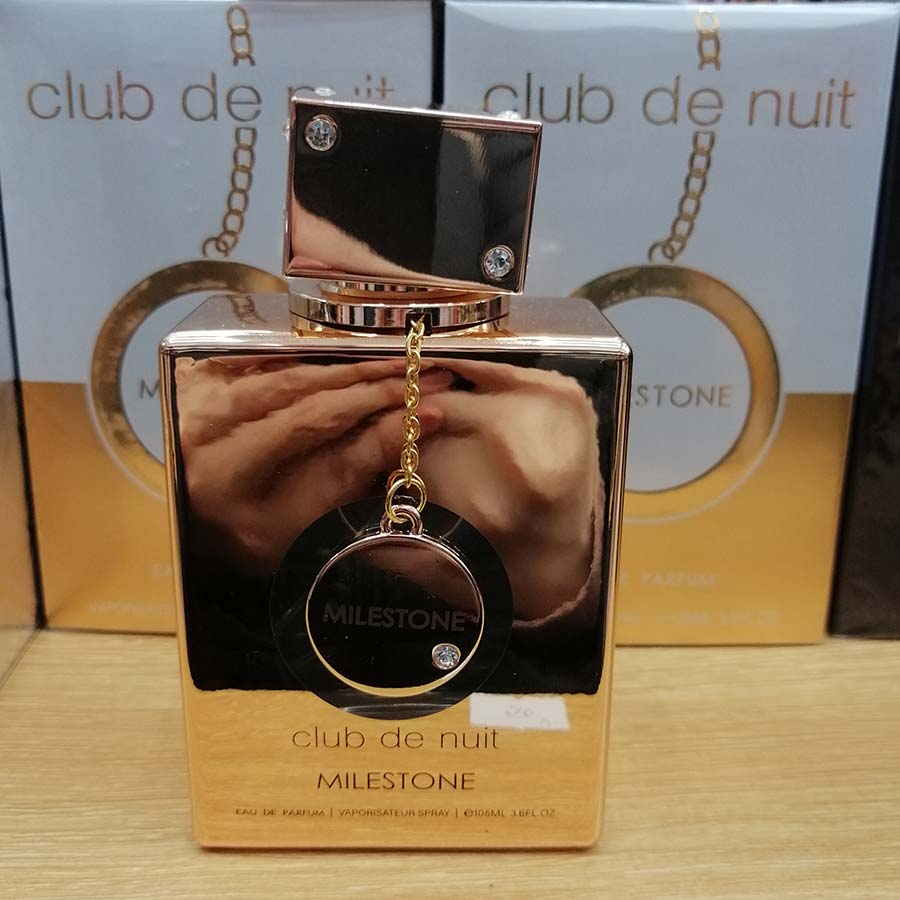 club de nuit
club de nuit
STONE
MILESTONE
club de nuit
MILESTONE
EAU DE PARFUM | VAPORISATEUR SPRAY | ℮105ML 3.6FL.OZ
PARFUM